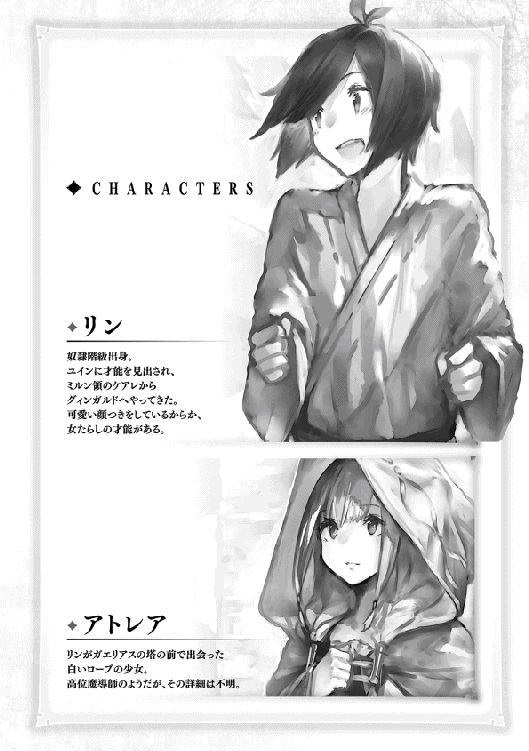 ◆ CHARACTERS
リン
奴隷階級出身。
ユインに才能を見出され、
ミルン領のケアレから
グィンガルドへやってきた。
可愛い顔つきをしているからか、
女たらしの才能がある。
アトレア
リンがガエリアスの塔の前で出会った
白いローブの少女。
高位魔導師のようだが、その詳細は不明。